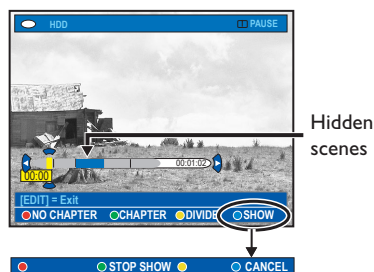 HDD PAUSE
Hidden
scenes
00:01:02
00:00
[EDIT] = Exit
NO CHAPTER CHAPTER DIVIDE SHOW
STOP SHOW CANCEL